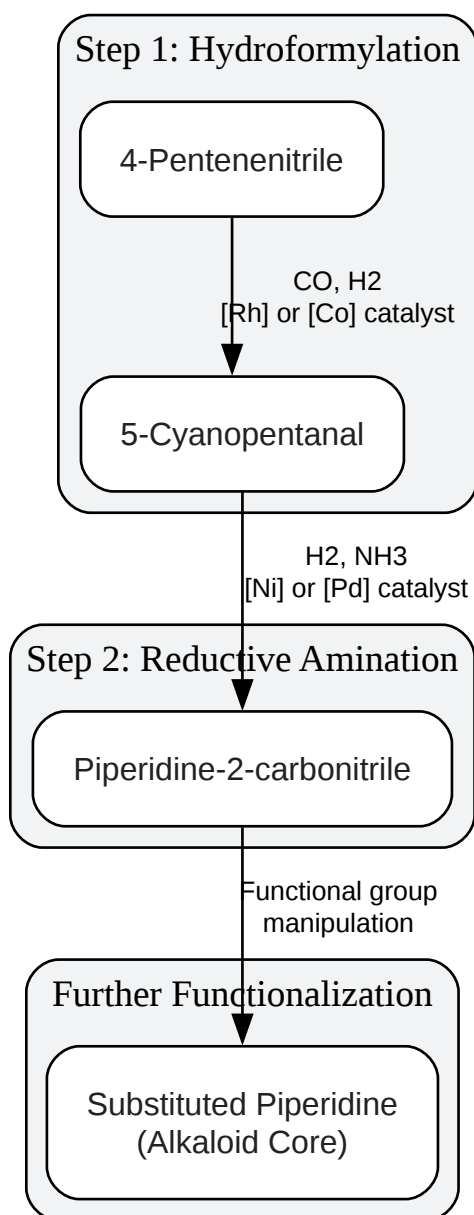 Step 1: Hydroformylation
4-Pentenenitrile
CO, H2
[Rh] or [Co] catalyst
5-Cyanopentanal
H2, NH3
[Ni] or [Pd] catalyst
Step 2: Reductive Amination
Piperidine-2-carbonitrile
Functional group
manipulation
Further Functionalization
Substituted Piperidine
(Alkaloid Core)